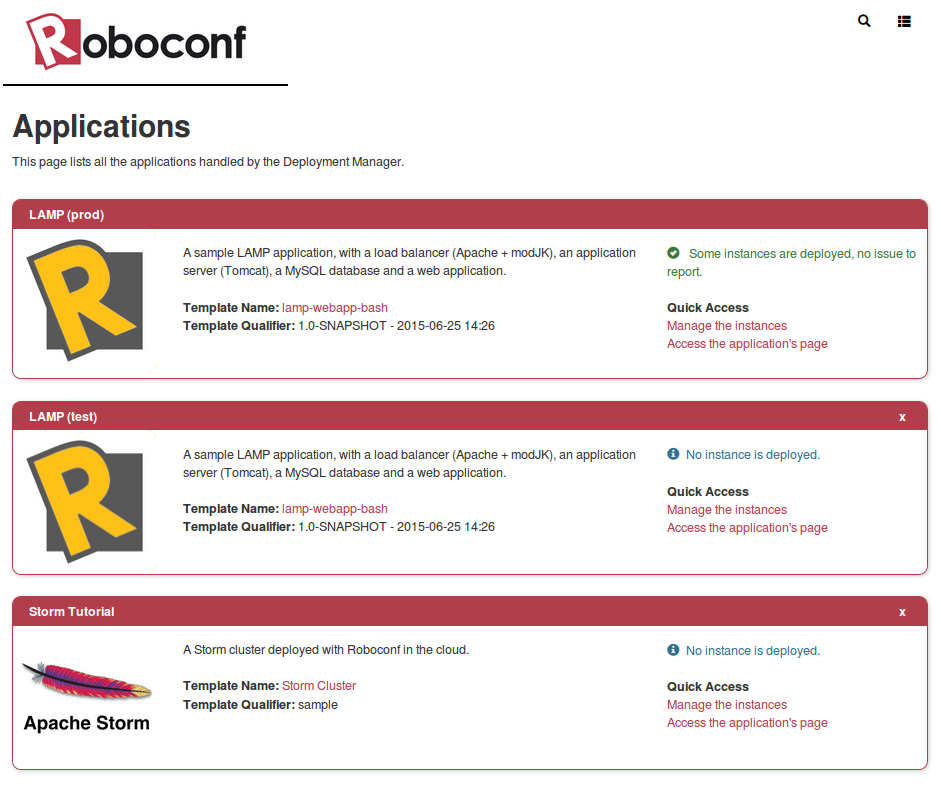 Roboconf
Applications
This page lists all the applications handled by the Deployment Manager.
LAMP (prod)
A sample LAMP application, with a load balancer (Apache + modJK), an application
server (Tomcat), a MySQL database and a web application.
Template Name: lamp-webapp-bash
Template Qualifier: 1.0-SNAPSHOT - 2015-06-25 14:26
Some instances are deployed, no issue to
report.
Quick Access
Manage the instances
Access the application's page
R
LAMP (test)
x
A sample LAMP application, with a load balancer (Apache + modJK), an application
server (Tomcat), a MySQL database and a web application.
Template Name: lamp-webapp-bash
Template Qualifier: 1.0-SNAPSHOT - 2015-06-25 14:26
No instance is deployed.
Quick Access
Manage the instances
Access the application's page
R
Storm Tutorial
x
Apache Storm
A Storm cluster deployed with Roboconf in the cloud.
Template Name: Storm Cluster
Template Qualifier: sample
No instance is deployed.
Quick Access
Manage the instances
Access the application's page